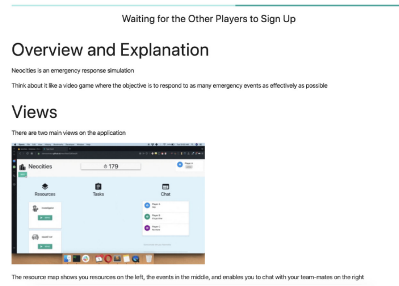 Waiting for the Other Players to Sign Up
Overview and Explanation
Neocities is an emergency response simulation
Think about it like a video game where the objective is to respond to as many emergency events as effectively as possible
Views
There are two main views on the application
Neocities
179
Resources
Tasks
Chat
The resource map shows you resources on the left, the events in the middle, and enables you to chat with your team-mates on the right